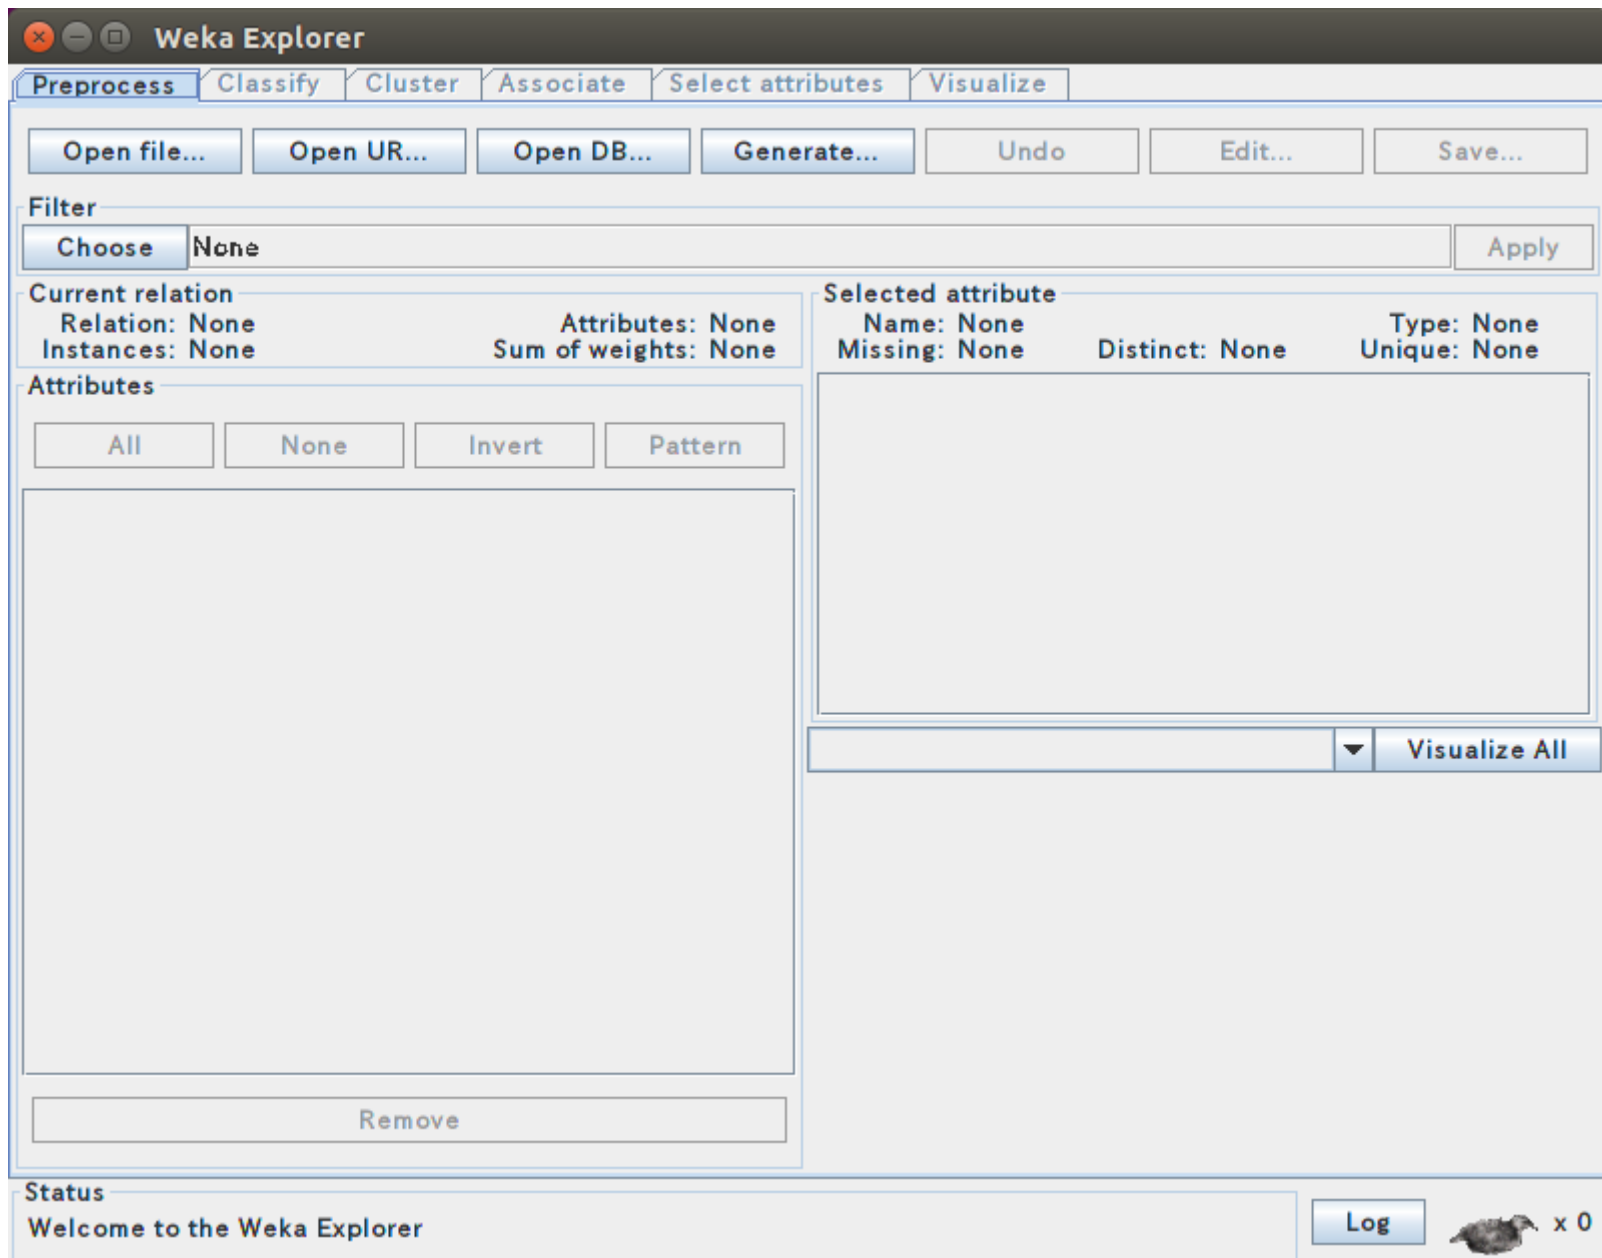 Weka Explorer
Preprocess Classify Cluster Associate Select attributes Visualize
Open file... Open UR... Open DB... Generate... Undo Edit... Save...
Filter
Choose None Apply
Current relation
Relation: None Attributes: None
Instances: None Sum of weights: None
Selected attribute
Name: None Type: None
Missing: None Distinct: None Unique: None
Attributes
All None Invert Pattern
Visualize All
Remove
Status
Welcome to the Weka Explorer
Log x 0